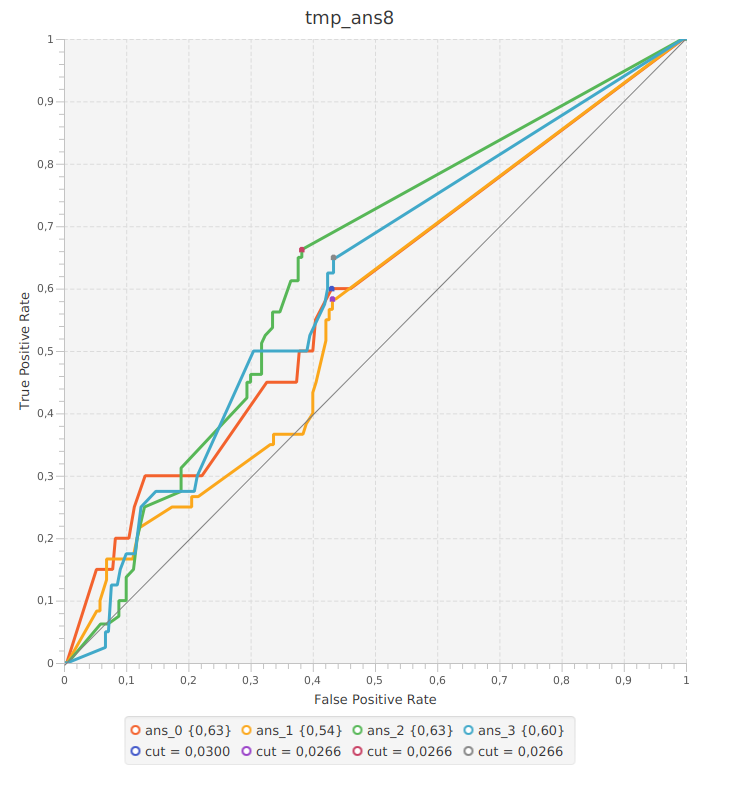 tmp_ans8
1
0,9
0,8
0,7
0,6
0,5
0,4
0,3
0,2
0,1
0
True Positive Rate
0 0,1 0,2 0,3 0,4 0,5 0,6 0,7 0,8 0,9 1
False Positive Rate
ans_0 {0,63} ans_1 {0,54} ans_2 {0,63} ans_3 {0,60}
cut = 0,0300 cut = 0,0266 cut = 0,0266 cut = 0,0266